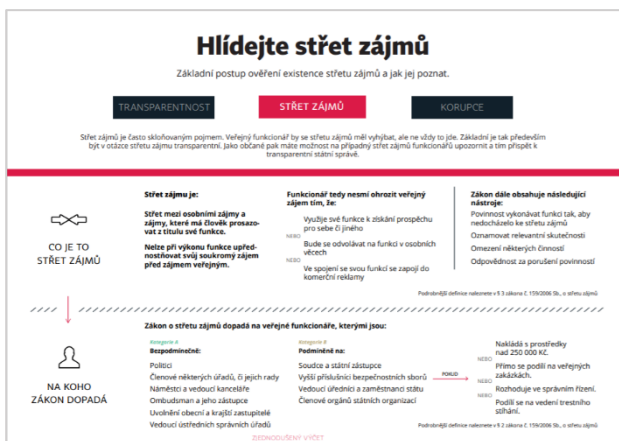 Hlídejte střet zájmů
Základní postup ověření existence střetu zájmů a jak jej poznat.
TRANSPARENTNOST
STŘET ZÁJMŮ
KORUPCE
Střet zájmů je často skloňovaným pojmem. Veřejný funkcionář by se střetu zájmů měl vyhýbat, ale ne vždy to jde. Základní je tak především
být v otázce střetu zájmu transparentní. Jako občané pak máte možnost na případný střet zájmů funkcionářů upozornit a tím přispět k
transparentní státní správě.
CO JE TO
STŘET ZÁJMŮ
Střet zájmu je:
Střet mezi osobními zájmy a
zájmy, které má člověk prosazo-
vat z titulu své funkce.
Nelze při výkonu funkce upřed-
nostňovat svůj soukromý zájem
před zájmem veřejným.
Funkcionář tedy nesmí ohrozit veřejný
zájem tím, že:
Využije své funkce k získání prospěchu
pro sebe či jiného
NEBO
Bude se odvolávat na funkci v osobních
věcech
NEBO
Ve spojení se svou funkcí se zapojí do
komerční reklamy
Zákon dále obsahuje následující
nástroje:
Povinnost vykonávat funkci tak, aby
nedocházelo ke střetu zájmů
Oznamovat relevantní skutečnosti
Omezení některých činností
Odpovědnost za porušení povinností
Podrobnější definice naleznete v § 3 zákona č. 159/2006 Sb., o střetu zájmů
NA KOHO
ZÁKON DOPADÁ
Zákon o střetu zájmů dopadá na veřejné funkcionáře, kterými jsou:
Kategorie A
Bezpodmínečně:
Politici
Členové některých úřadů, či jejich rady
Náměstci a vedoucí kanceláře
Ombudsman a jeho zástupce
Uvolnění obecní a krajští zastupitelé
Vedoucí ústředních správních úřadů
Kategorie B
Podmíněně na:
Soudce a státní zástupce
Vyšší příslušníci bezpečnostních sborů
Vedoucí úředníci a zaměstnanci státu
Členové orgánů státních organizací
POKUD
Nakládá s prostředky
nad 250 000 Kč.
NEBO
Přímo se podílí na veřejných
zakázkách.
NEBO
Rozhoduje ve správním řízení.
NEBO
Podílí se na vedení trestního
stíhání.
Podrobnější definice naleznete v § 2 zákona č. 159/2006 Sb., o střetu zájmů
ZJEDNODUŠENÝ VÝČET